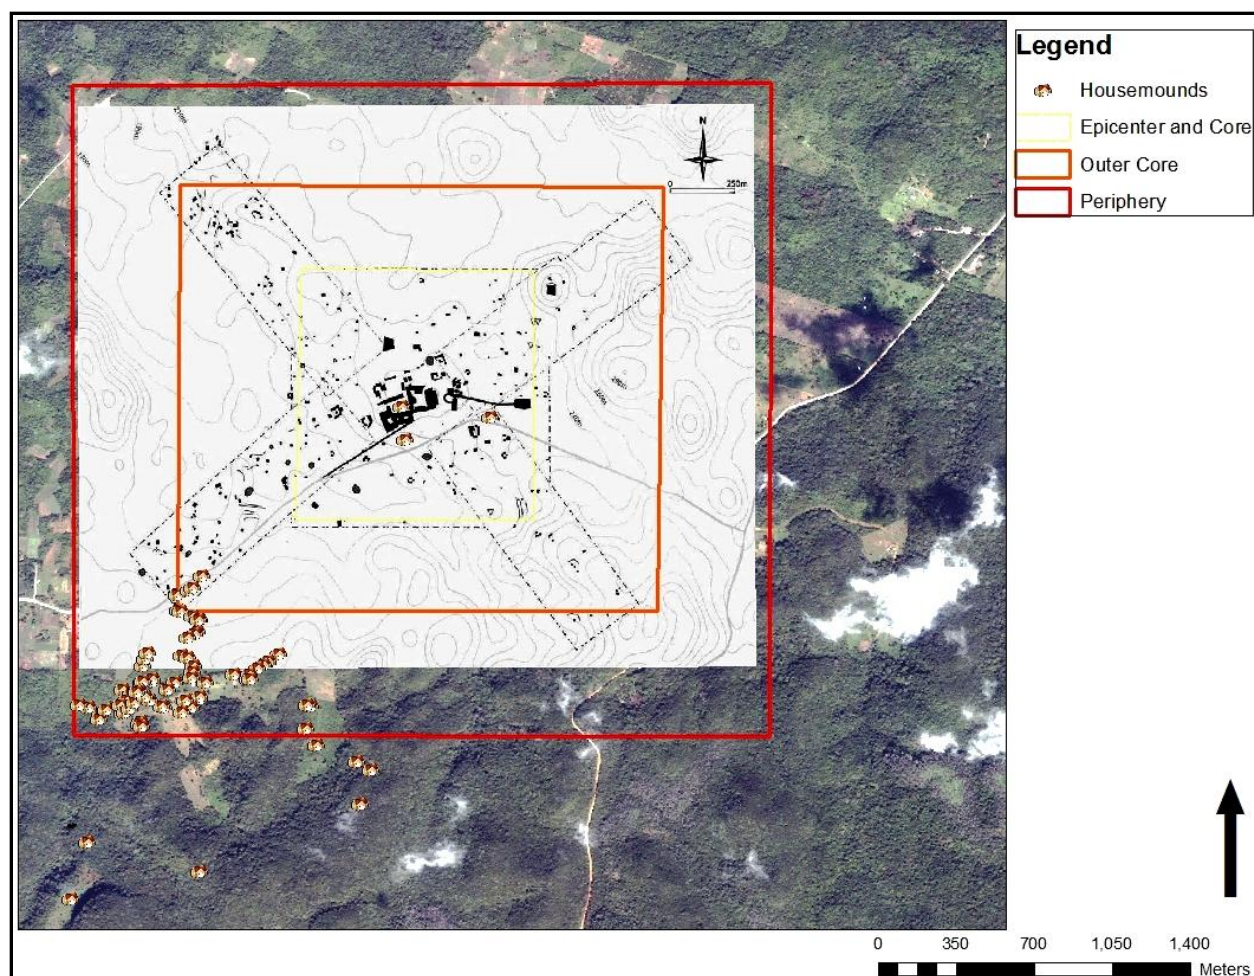 Legend
Housemounds
Epicenter and Core
Outer Core
Periphery
N
0 250m
0 350 700 1,050 1,400
Meters